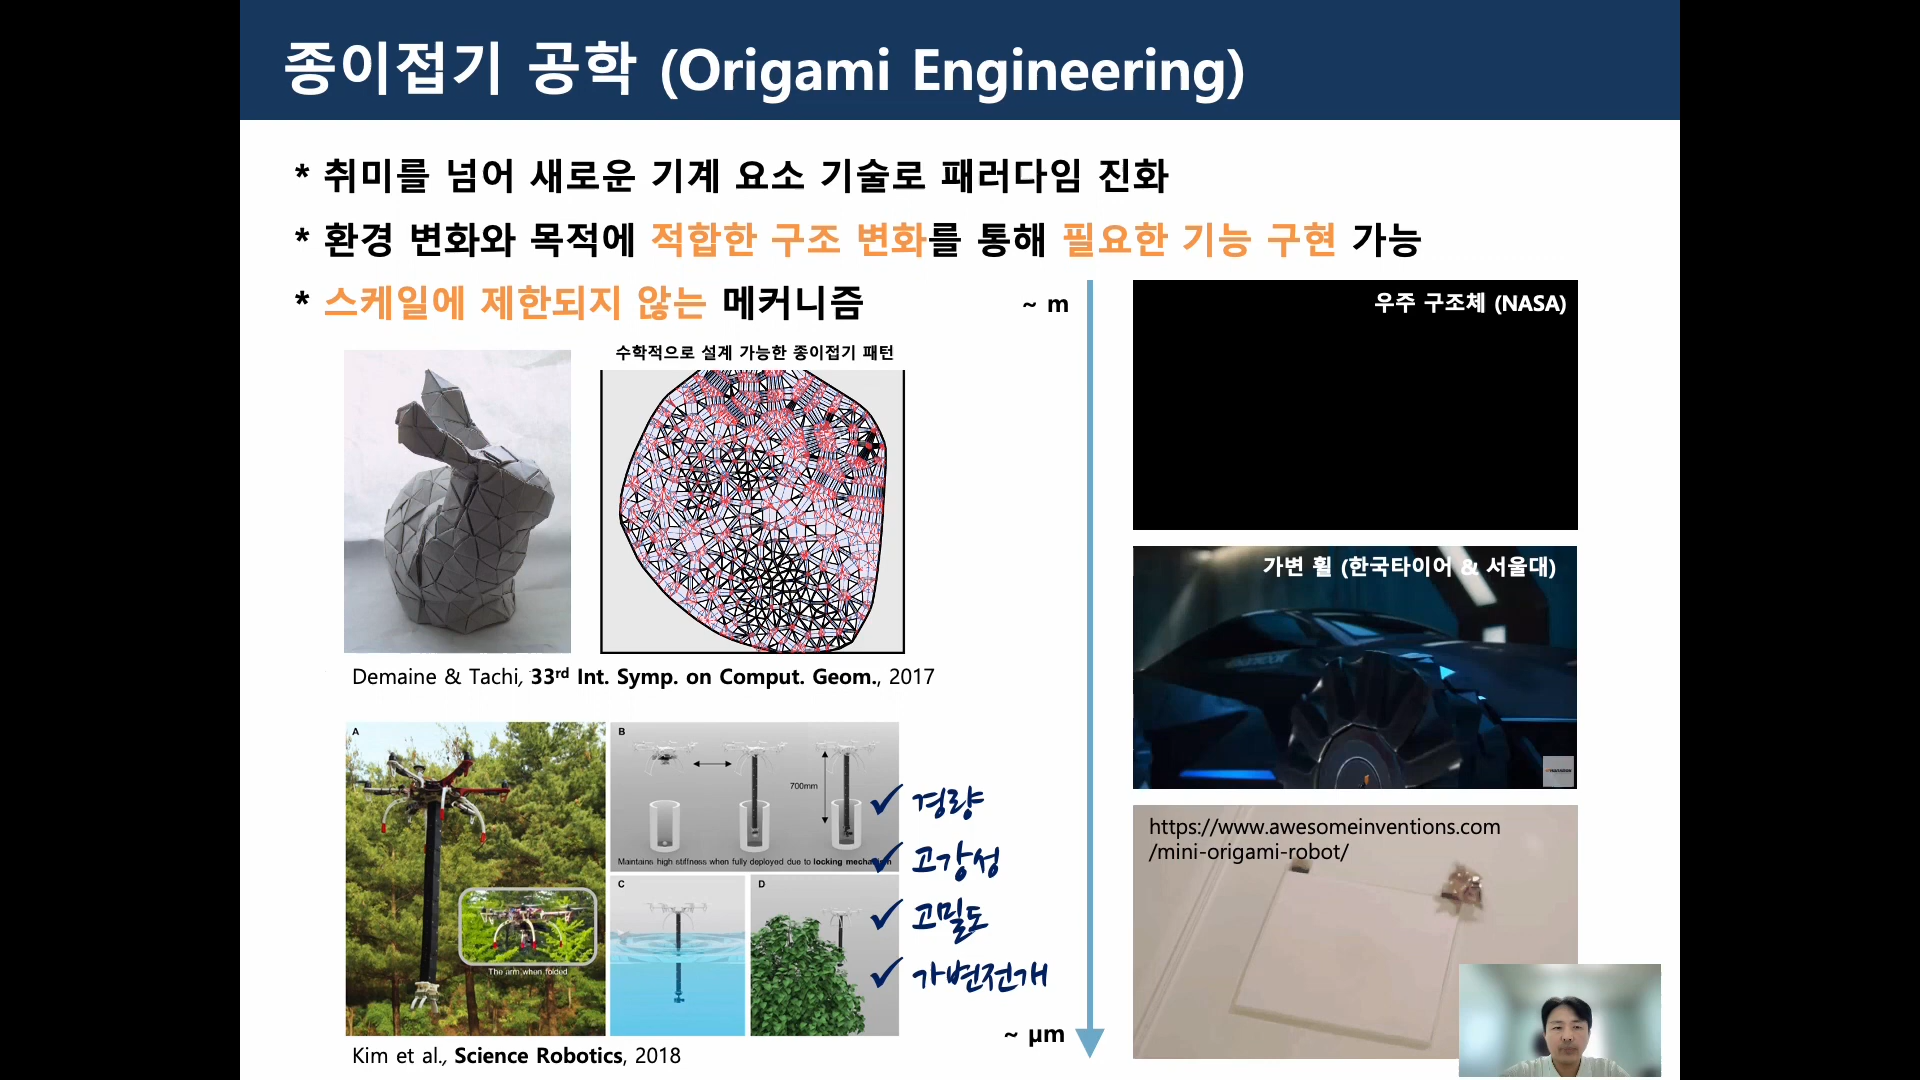 종이접기 공학 (Origami Engineering)
* 취미를 넘어 새로운 기계 요소 기술로 패러다임 진화
* 환경 변화와 목적에 적합한 구조 변화를 통해 필요한 기능 구현 가능
* 스케일에 제한되지 않는 메커니즘
~ m
수학적으로 설계 가능한 종이접기 패턴
Demaine & Tachi, 33rd Int. Symp. on Comput. Geom., 2017
A
The arm when folded
B
700mm
Maintains high stiffness when fully deployed due to locking mechanism
C
D
✓ 경량
✓ 고강성
✓ 고밀도
✓ 가변전개
Kim et al., Science Robotics, 2018
~ μm
우주 구조체 (NASA)
가변 휠 (한국타이어 & 서울대)
https://www.awesomeinventions.com
/mini-origami-robot/